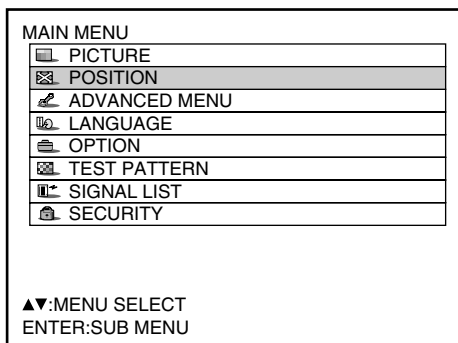 MAIN MENU
PICTURE
POSITION
ADVANCED MENU
LANGUAGE
OPTION
TEST PATTERN
SIGNAL LIST
SECURITY
▲▼:MENU SELECT
ENTER:SUB MENU